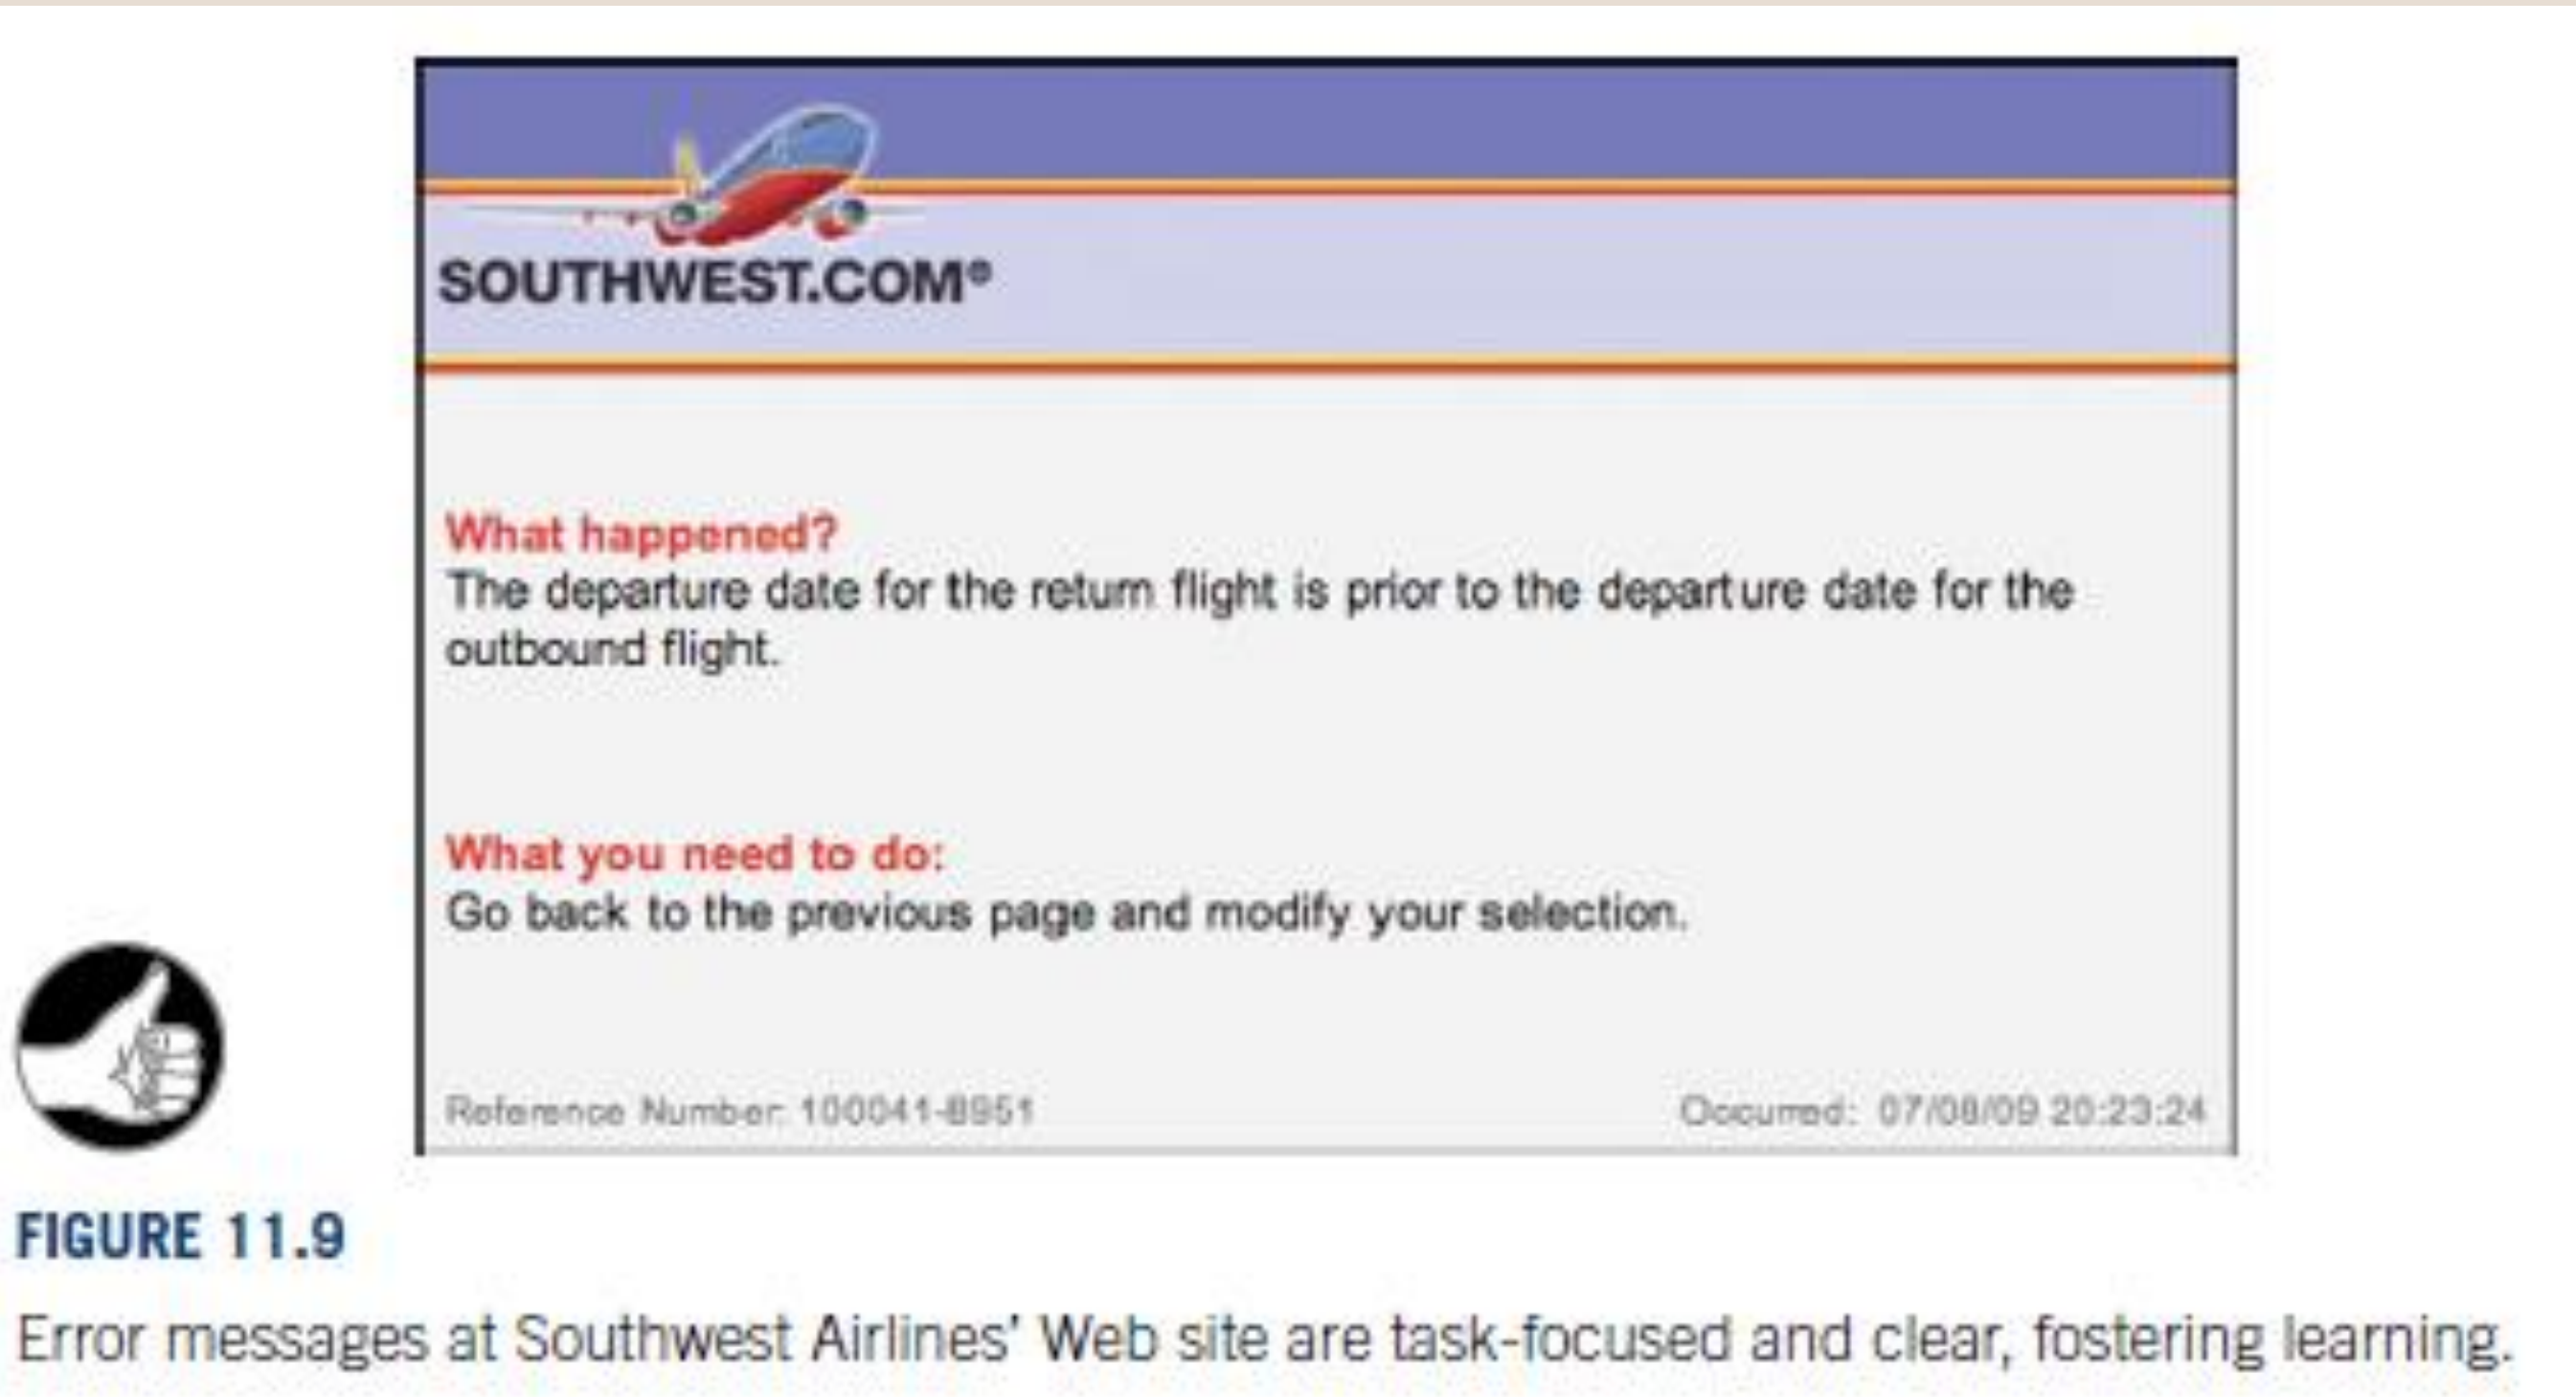 SOUTHWEST.COM®
What happened?
The departure date for the return flight is prior to the departure date for the
outbound flight.
What you need to do:
Go back to the previous page and modify your selection.
Reference Number: 100041-8951
Occurred: 07/08/09 20:23:24
FIGURE 11.9
Error messages at Southwest Airlines' Web site are task-focused and clear, fostering learning.